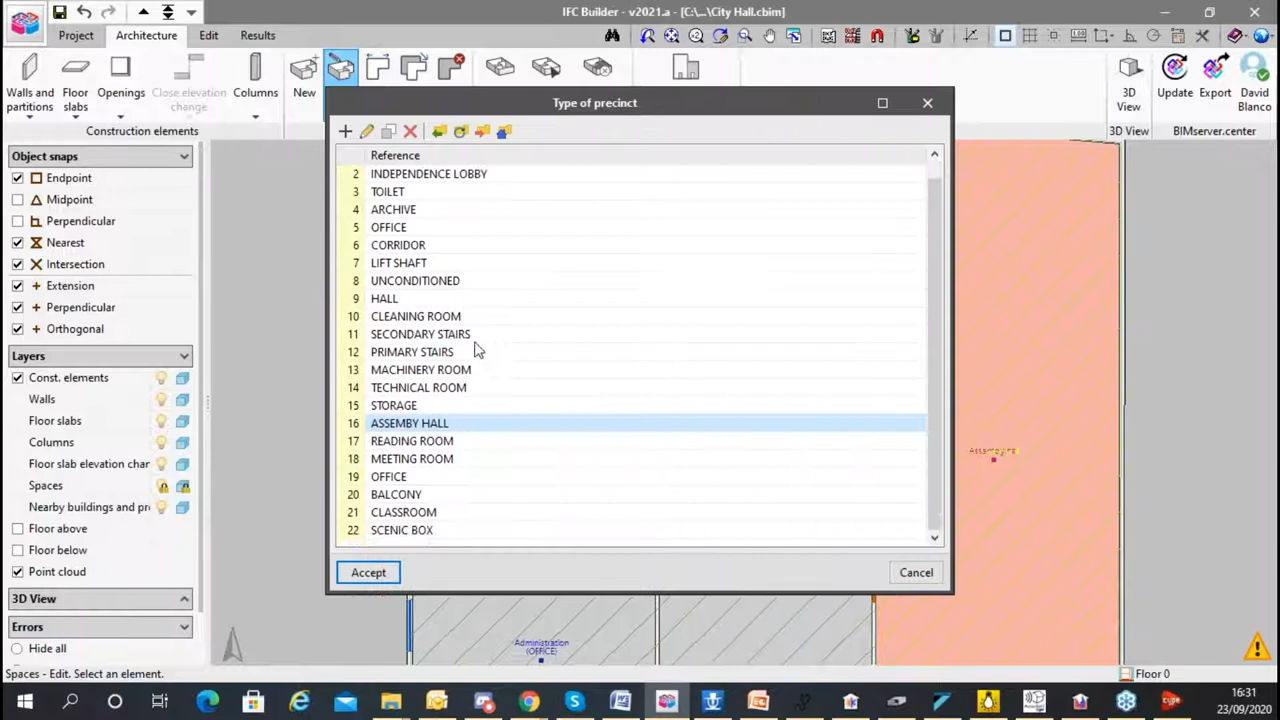 IFC Builder - v2021.a - [C:\...\City Hall.cbim]
Project
Architecture
Edit
Results
Walls and partitions
Floor slabs
Openings
Close elevation change
Columns
New
3D View
Update
Export
David Blanco
Construction elements
3D View
BIMserver.center
Type of precinct
Reference
2 INDEPENDENCE LOBBY
3 TOILET
4 ARCHIVE
5 OFFICE
6 CORRIDOR
7 LIFT SHAFT
8 UNCONDITIONED
9 HALL
10 CLEANING ROOM
11 SECONDARY STAIRS
12 PRIMARY STAIRS
13 MACHINERY ROOM
14 TECHNICAL ROOM
15 STORAGE
16 ASSEMBY HALL
17 READING ROOM
18 MEETING ROOM
19 OFFICE
20 BALCONY
21 CLASSROOM
22 SCENIC BOX
Accept
Cancel
Object snaps
Endpoint
Midpoint
Perpendicular
Nearest
Intersection
Extension
Perpendicular
Orthogonal
Layers
Const. elements
Walls
Floor slabs
Columns
Floor slab elevation char
Spaces
Nearby buildings and pr
Floor above
Floor below
Point cloud
3D View
Errors
Hide all
Administration
(OFFICE)
Spaces - Edit. Select an element.
Floor 0
16:31
23/09/2020